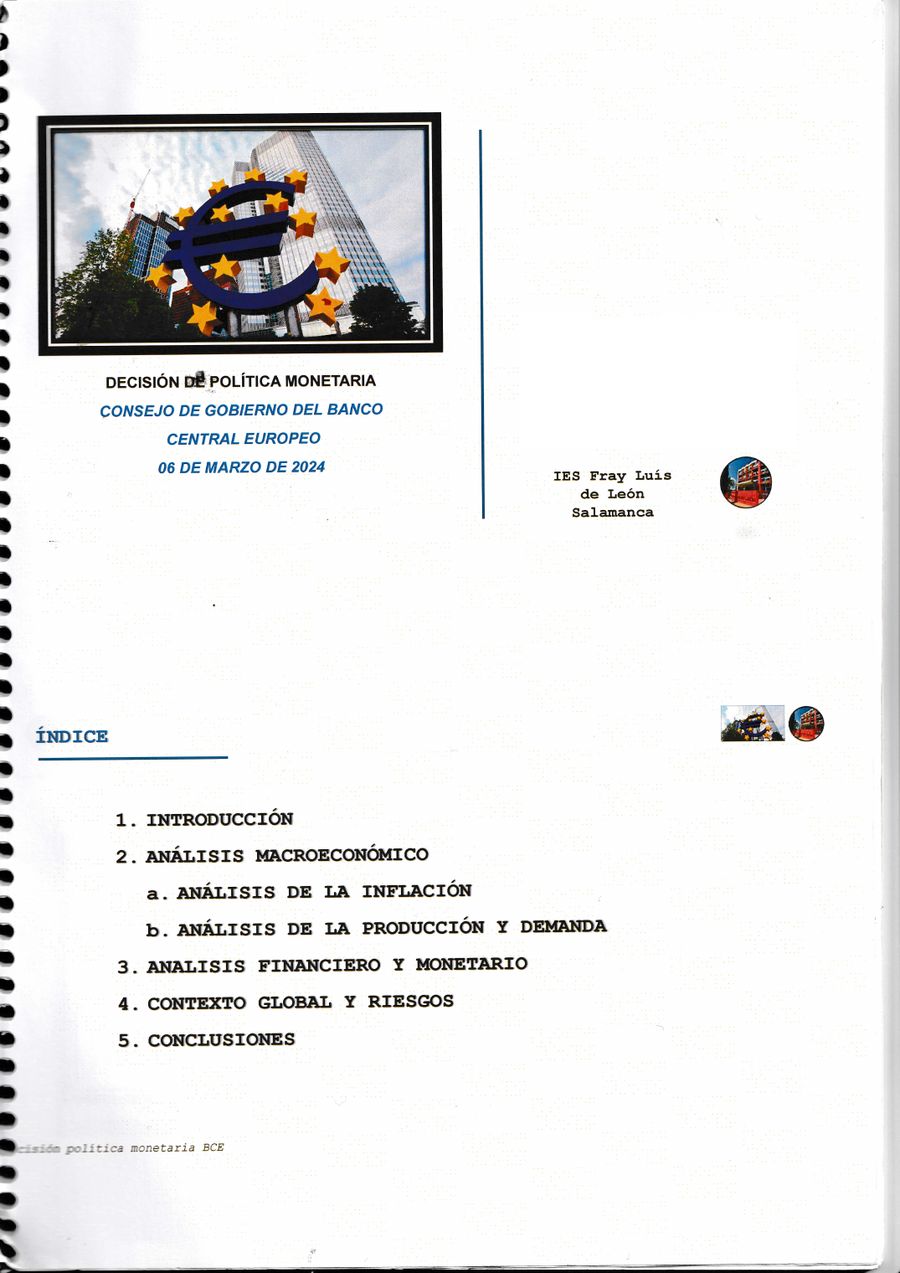 DECISIÓN DE POLÍTICA MONETARIA
CONSEJO DE GOBIERNO DEL BANCO
CENTRAL EUROPEO
06 DE MARZO DE 2024
IES Fray Luís
de León
Salamanca
ÍNDICE
1. INTRODUCCIÓN
2. ANÁLISIS MACROECONÓMICO
a. ANÁLISIS DE LA INFLACIÓN
b. ANÁLISIS DE LA PRODUCCIÓN Y DEMANDA
3. ANALISIS FINANCIERO Y MONETARIO
4. CONTEXTO GLOBAL Y RIESGOS
5. CONCLUSIONES
cisión política monetaria BCE